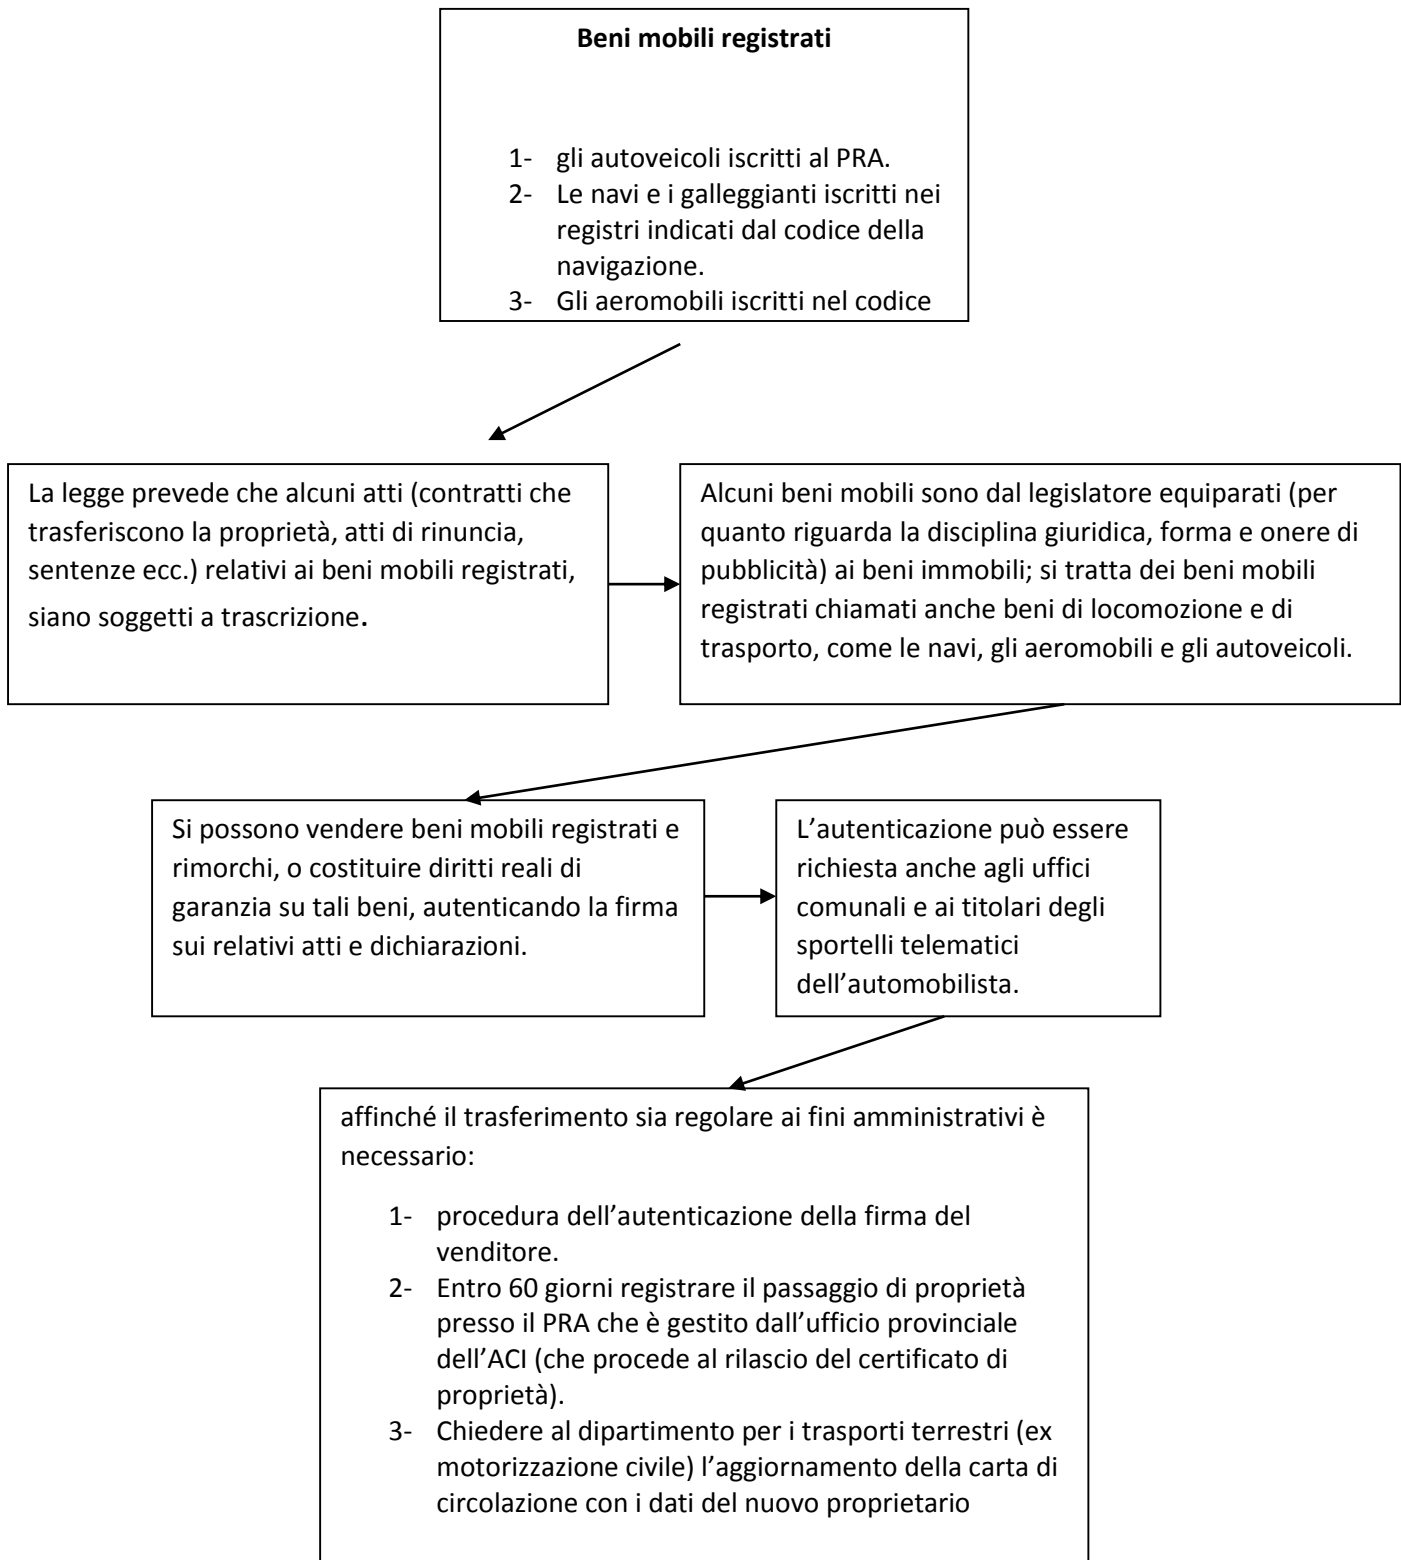 Beni mobili registrati
1- gli autoveicoli iscritti al PRA.
2- Le navi e i galleggianti iscritti nei
registri indicati dal codice della
navigazione.
3- Gli aeromobili iscritti nel codice
La legge prevede che alcuni atti (contratti che
trasferiscono la proprietà, atti di rinuncia,
sentenze ecc.) relativi ai beni mobili registrati,
siano soggetti a trascrizione.
Alcuni beni mobili sono dal legislatore equiparati (per
quanto riguarda la disciplina giuridica, forma e onere di
pubblicità) ai beni immobili; si tratta dei beni mobili
registrati chiamati anche beni di locomozione e di
trasporto, come le navi, gli aeromobili e gli autoveicoli.
Si possono vendere beni mobili registrati e
rimorchi, o costituire diritti reali di
garanzia su tali beni, autenticando la firma
sui relativi atti e dichiarazioni.
L’autenticazione può essere
richiesta anche agli uffici
comunali e ai titolari degli
sportelli telematici
dell’automobilista.
affinché il trasferimento sia regolare ai fini amministrativi è
necessario:
1- procedura dell’autenticazione della firma del
venditore.
2- Entro 60 giorni registrare il passaggio di proprietà
presso il PRA che è gestito dall’ufficio provinciale
dell’ACI (che procede al rilascio del certificato di
proprietà).
3- Chiedere al dipartimento per i trasporti terrestri (ex
motorizzazione civile) l’aggiornamento della carta di
circolazione con i dati del nuovo proprietario